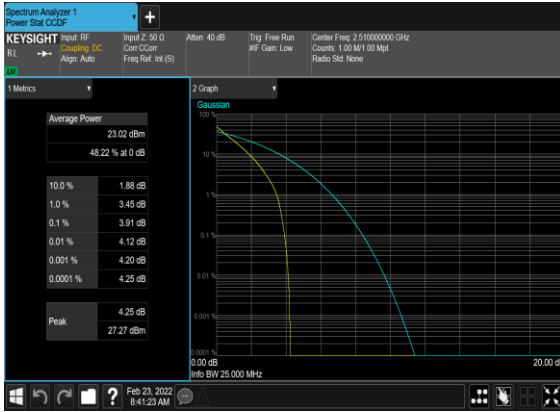 Spectrum Analyzer 1
Power Stat CCDF
+
KEYSIGHT
RL
Input: RF
Coupling: DC
Align: Auto
Input Z: 50 Ω
Corr CCorr
Freq Ref: Int (S)
Atten: 40 dB
Trig: Free Run
#IF Gain: Low
Center Freq: 2.510000000 GHz
Counts: 1.00 M/1.00 Mpt
Radio Std: None
1 Metrics
Average Power
23.02 dBm
48.22 % at 0 dB
10.0 % 1.88 dB
1.0 % 3.45 dB
0.1 % 3.91 dB
0.01 % 4.12 dB
0.001 % 4.20 dB
0.0001 % 4.25 dB
Peak
4.25 dB
27.27 dBm
2 Graph
Gaussian
100 %
10 %
1 %
0.1 %
0.01 %
0.001 %
0.0001 %
0.00 dB
20.00
Info BW 25.000 MHz
?
Feb 23, 2022
8:41:23 AM